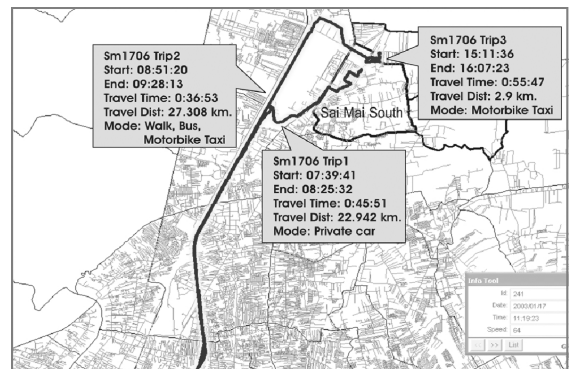 Sm1706 Trip2
Start: 08:51:20
End: 09:28:13
Travel Time: 0:36:53
Travel Dist: 27.308 km.
Mode: Walk, Bus,
Motorbike Taxi
Sm1706 Trip3
Start: 15:11:36
End: 16:07:23
Travel Time: 0:55:47
Travel Dist: 2.9 km.
Mode: Motorbike Taxi
Sai Mai South
Sm1706 Trip1
Start: 07:39:41
End: 08:25:32
Travel Time: 0:45:51
Travel Dist: 22.942 km.
Mode: Private car
Info Tool
Id 241
Date 2003/01/17
Time 11:19:23
Speed 64
<< >> List